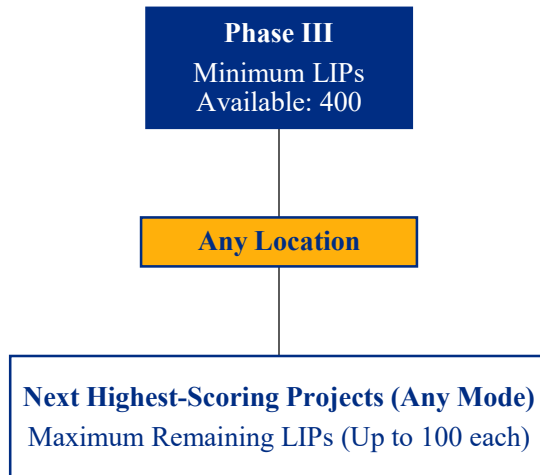 Phase III
Minimum LIPs
Available: 400
Any Location
Next Highest-Scoring Projects (Any Mode)
Maximum Remaining LIPs (Up to 100 each)